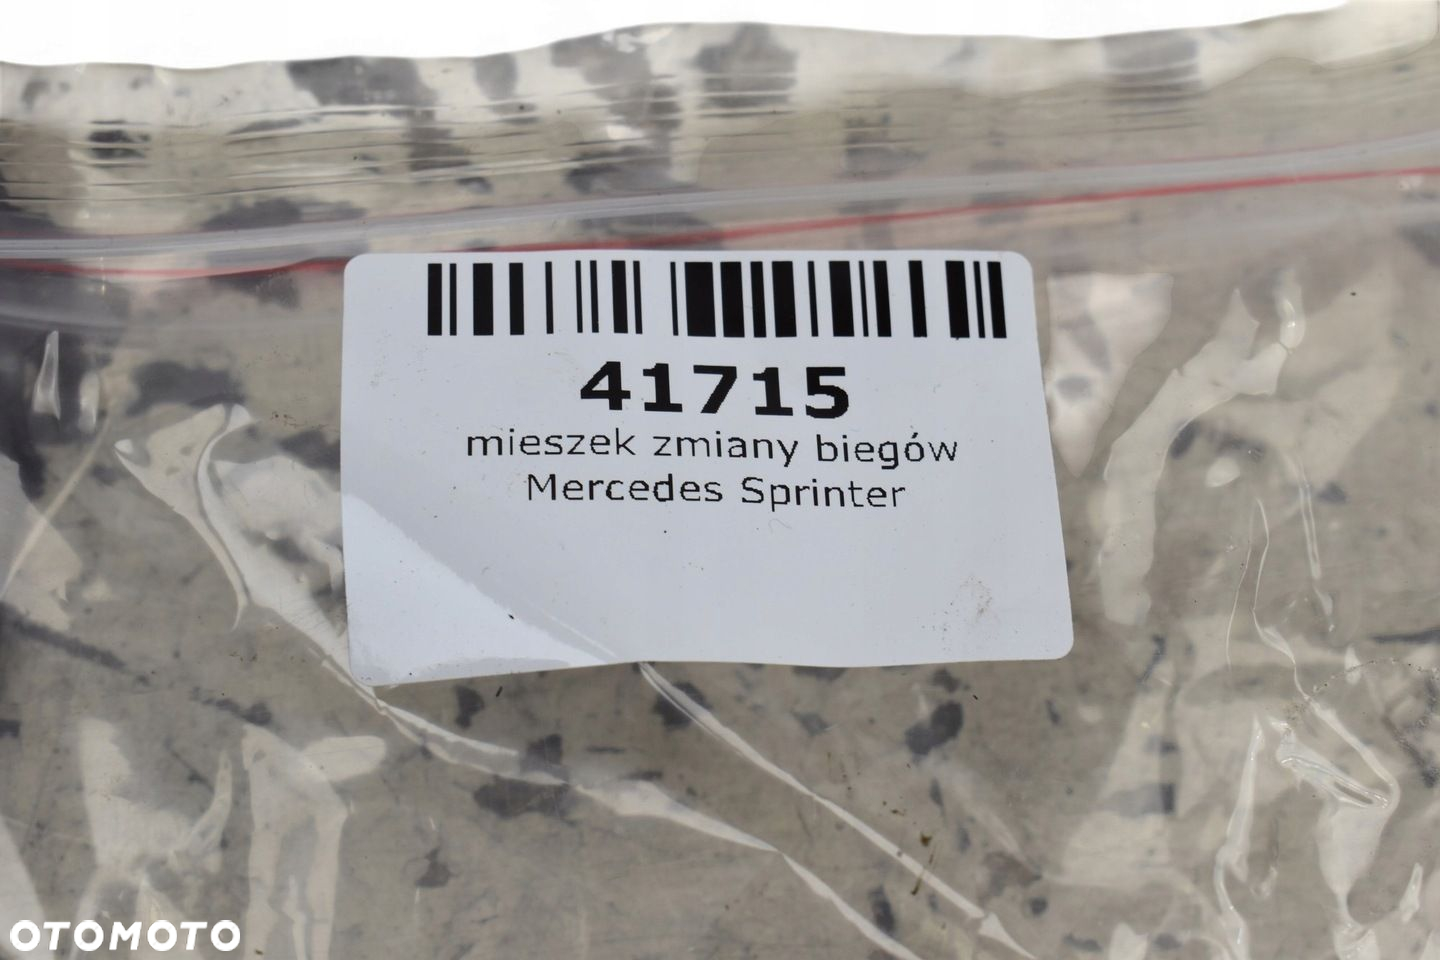 41715
mieszek zmiany biegów
Mercedes Sprinter
OTOMOTO